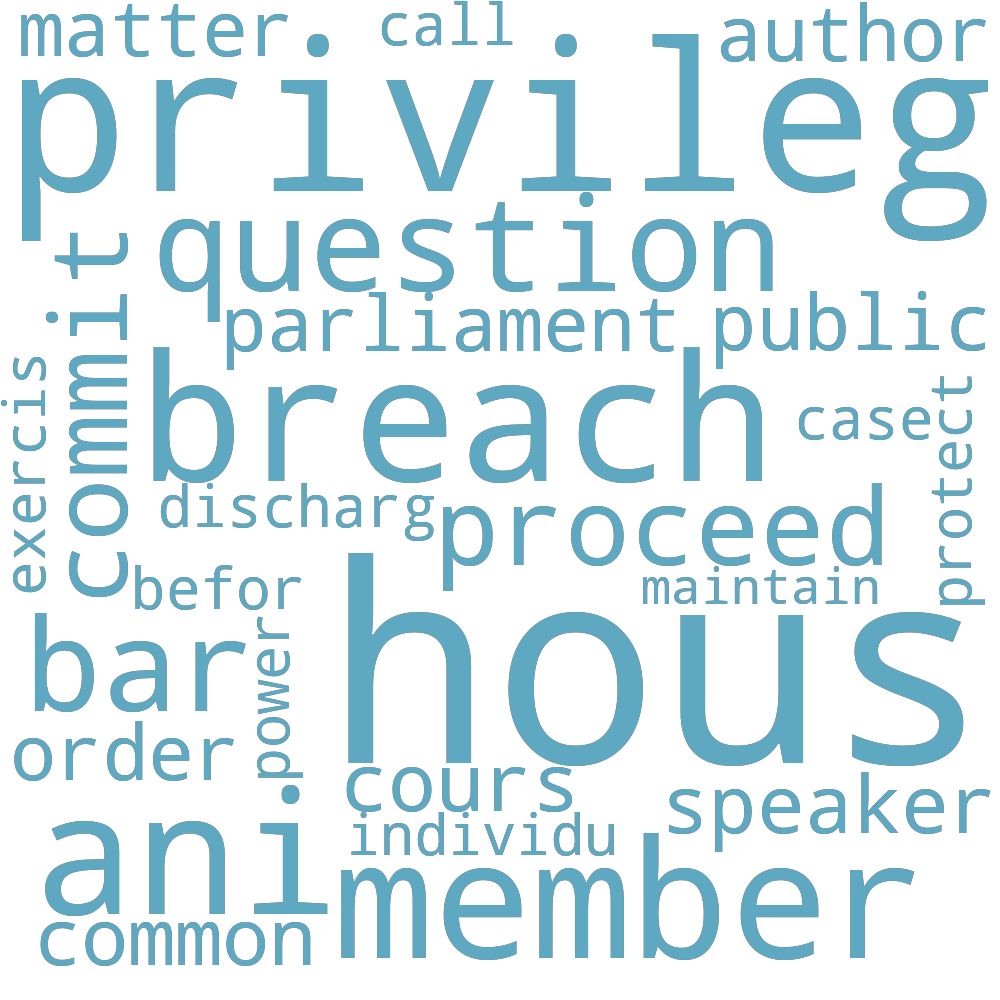 matter call author
privileg
question
commit
parliament public
exercis
breach
case
protect
discharg
proceed
befor
maintain
hous
bar
power
order
cours
speaker
ani
individu
member
common